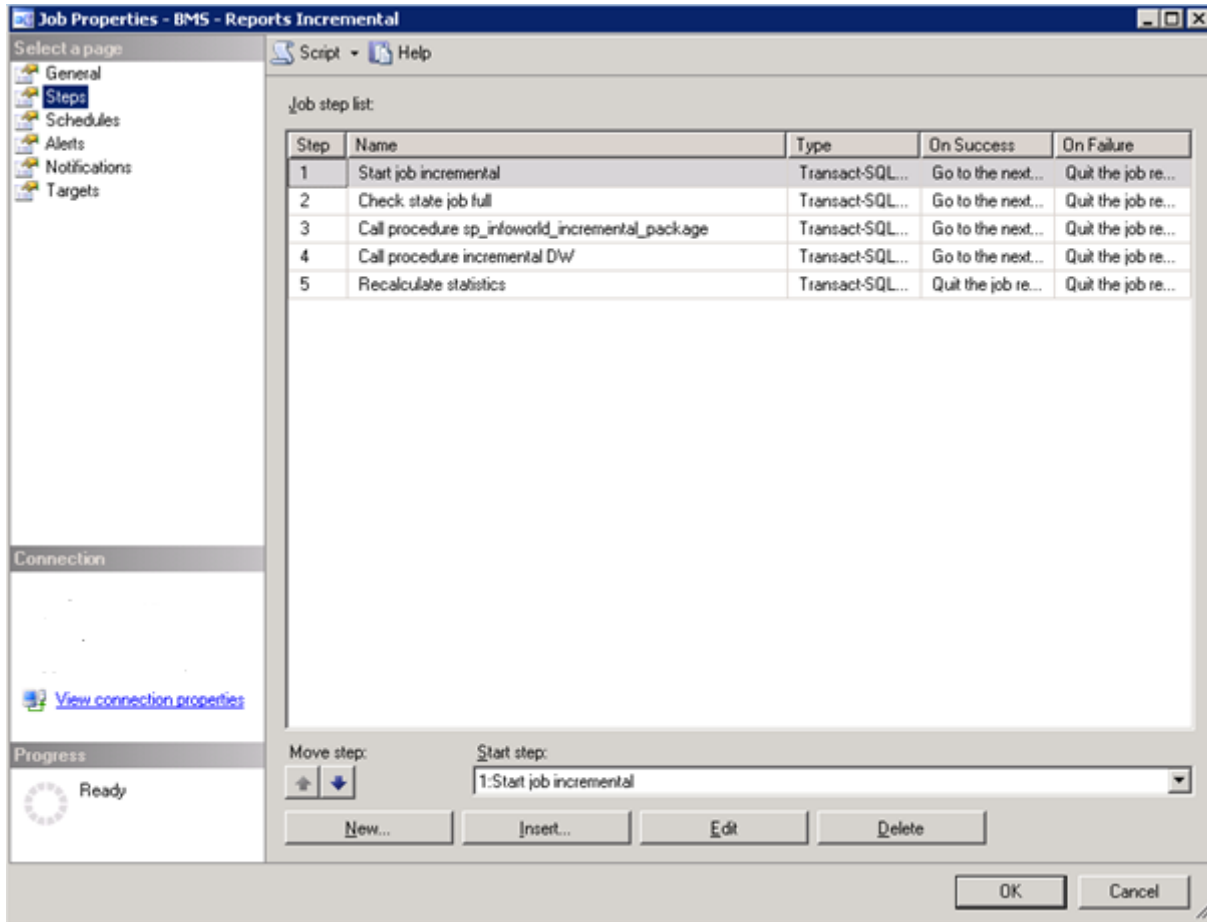 Job Properties - BMS - Reports Incremental
Select a page
General
Steps
Schedules
Alerts
Notifications
Targets
Script Help
Job step list:
Step Name Type On Success On Failure
1 Start job incremental Transact-SQL... Go to the next... Quit the job re...
2 Check state job full Transact-SQL... Go to the next... Quit the job re...
3 Call procedure sp_infoworld_incremental_package Transact-SQL... Go to the next... Quit the job re...
4 Call procedure incremental DW Transact-SQL... Go to the next... Quit the job re...
5 Recalculate statistics Transact-SQL... Quit the job re... Quit the job re...
Connection
View connection properties
Progress
Ready
Move step: Start step:
1:Start job incremental
New... Insert... Edit Delete
OK Cancel